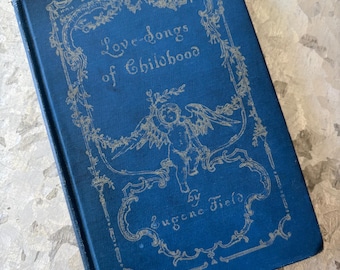 Love-Songs
of Childhood
by
Eugene Field